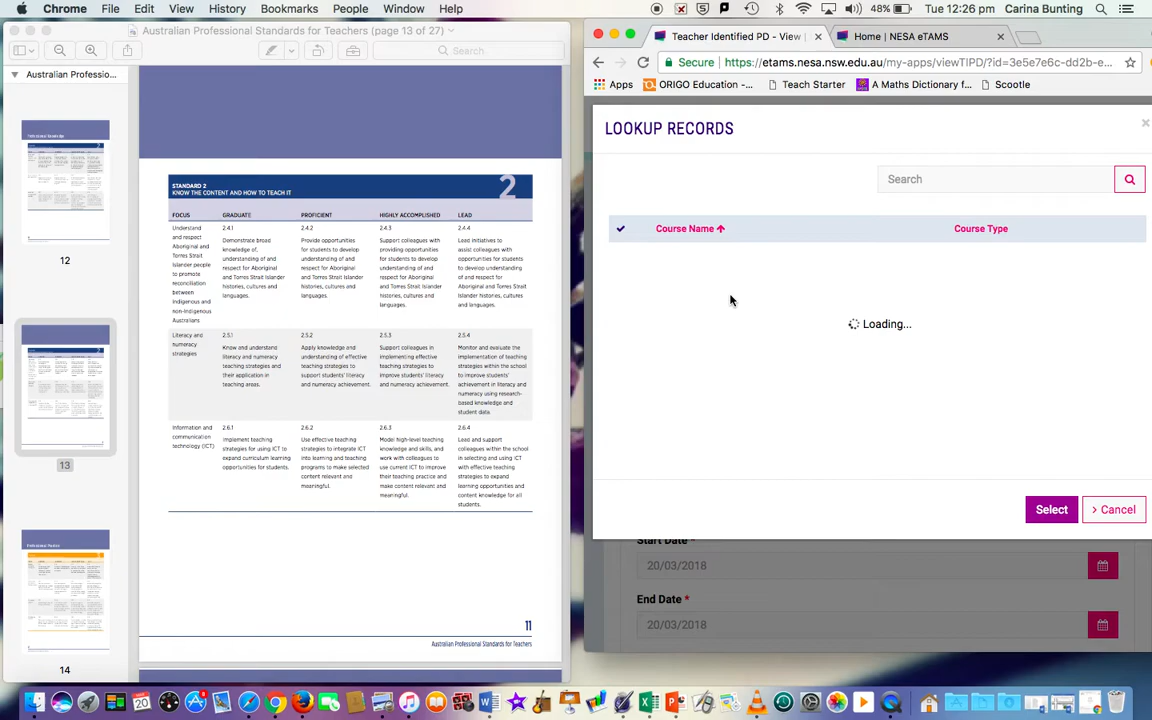 Chrome File Edit View History Bookmarks People Window Help 48% Tue 12:26 pm Carina Bunting
Australian Professional Standards for Teachers (page 13 of 27)
Search
Australian Professio...
12
13
14
STANDARD 2
KNOW THE CONTENT AND HOW TO TEACH IT
2
FOCUS GRADUATE PROFICIENT HIGHLY ACCOMPLISHED LEAD
Understand
and respect
Aboriginal and
Torres Strait
Islander people
to promote
reconciliation
between
Indigenous and
non-Indigenous
Australians
2.4.1
Demonstrate broad
knowledge of,
understanding of and
respect for Aboriginal
and Torres Strait Islander
histories, cultures and
languages.
2.4.2
Provide opportunities
for students to develop
understanding of and
respect for Aboriginal
and Torres Strait Islander
histories, cultures and
languages.
2.4.3
Support colleagues with
providing opportunities
for students to develop
understanding of and
respect for Aboriginal
and Torres Strait Islander
histories, cultures and
languages.
2.4.4
Lead initiatives to
assist colleagues with
opportunities for students
to develop understanding
of and respect for
Aboriginal and Torres
Strait Islander histories,
cultures and languages.
Literacy and
numeracy
strategies
2.5.1
Know and understand
literacy and numeracy
teaching strategies and
their application in
teaching areas.
2.5.2
Apply knowledge and
understanding of effective
teaching strategies to
support students' literacy
and numeracy achievement.
2.5.3
Support colleagues in
implementing effective
teaching strategies to
improve students' literacy
and numeracy achievement.
2.5.4
Monitor and evaluate the
implementation of teaching
strategies within the school
to improve students'
achievement in literacy and
numeracy using research-
based knowledge and
student data.
Information and
communication
technology (ICT)
2.6.1
Implement teaching
strategies for using ICT to
expand curriculum learning
opportunities for students.
2.6.2
Use effective teaching
strategies to integrate ICT
into learning and teaching
programs to make selected
content relevant and
meaningful.
2.6.3
Model high-level teaching
knowledge and skills, and
work with colleagues to
use current ICT to improve
their teaching practice and
make content relevant and
meaningful.
2.6.4
Lead and support
colleagues within the school
in selecting and using ICT
with effective teaching
strategies to expand
learning opportunities and
content knowledge for all
students.
11
Australian Professional Standards for Teachers
Teacher Identified PD - View | Home | NESA eTAMS
Secure https://etams.nesa.nsw.edu.au/my-apps/viewTIPD/?id=3e5e7e6c-dd2b-e...
Apps ORIGO Education -... Teach Starter A Maths Dictionary f... Scootle
LOOKUP RECORDS
Search
Course Name Course Type
Loading...
Select > Cancel
Start Date *
20/03/2018
End Date *
20/03/2018